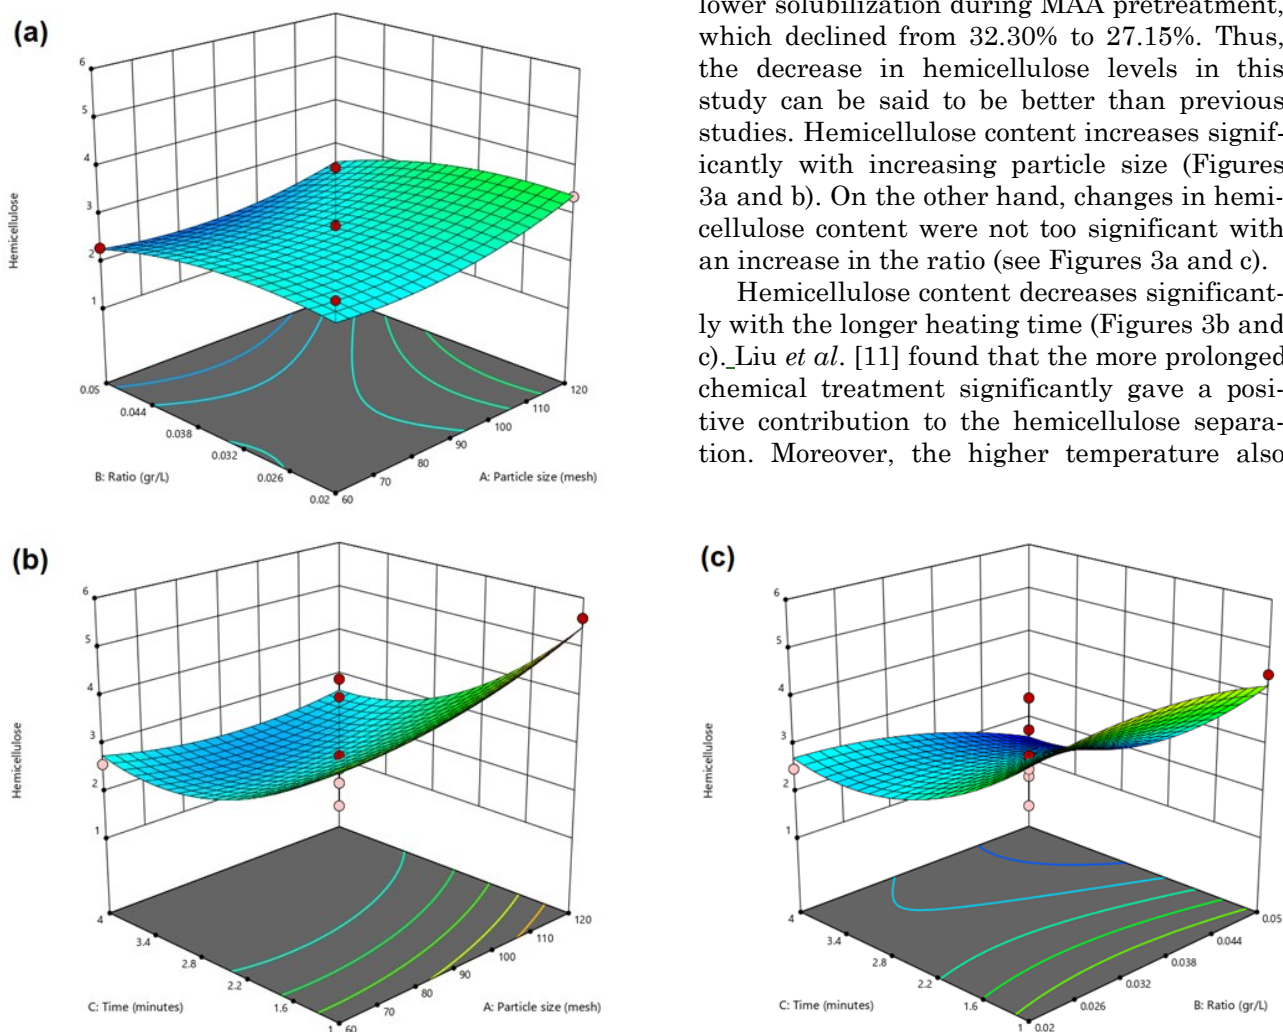 (a)
6
5
4
3
2
1
Hemicellulose
0.05
0.044
0.038
0.032
0.026
0.02
B: Ratio (gr/L)
60
70
80
90
100
110
120
A: Particle size (mesh)
lower solubilization during MAA pretreatment,
which declined from 32.30% to 27.15%. Thus,
the decrease in hemicellulose levels in this
study can be said to be better than previous
studies. Hemicellulose content increases signif-
icantly with increasing particle size (Figures
3a and b). On the other hand, changes in hemi-
cellulose content were not too significant with
an increase in the ratio (see Figures 3a and c).
Hemicellulose content decreases significant-
ly with the longer heating time (Figures 3b and
c). Liu et al. [11] found that the more prolonged
chemical treatment significantly gave a posi-
tive contribution to the hemicellulose separa-
tion. Moreover, the higher temperature also
(b)
6
5
4
3
2
1
Hemicellulose
4
3.4
2.8
2.2
1.6
1
C: Time (minutes)
60
70
80
90
100
110
120
A: Particle size (mesh)
(c)
6
5
4
3
2
1
Hemicellulose
4
3.4
2.8
2.2
1.6
1
C: Time (minutes)
0.02
0.026
0.032
0.038
0.044
0.05
B: Ratio (gr/L)